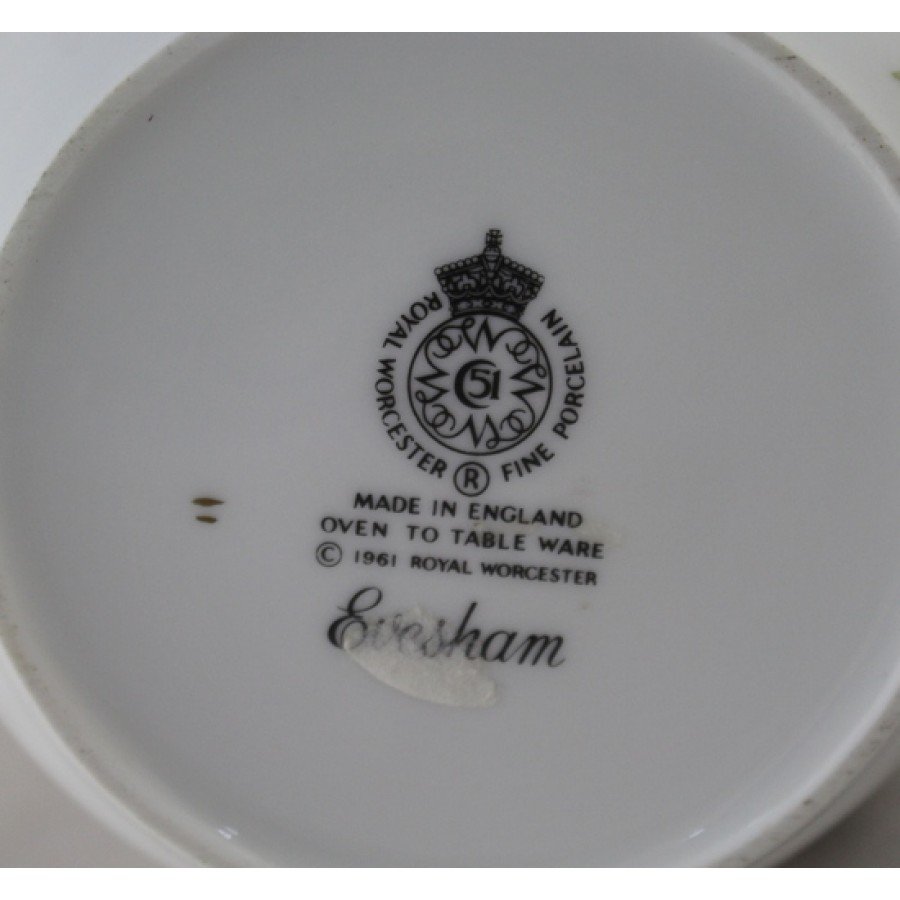 ROYAL WORCESTER ® FINE PORCELAIN
C 51
MADE IN ENGLAND
OVEN TO TABLE WARE
© 1961 ROYAL WORCESTER
Evesham